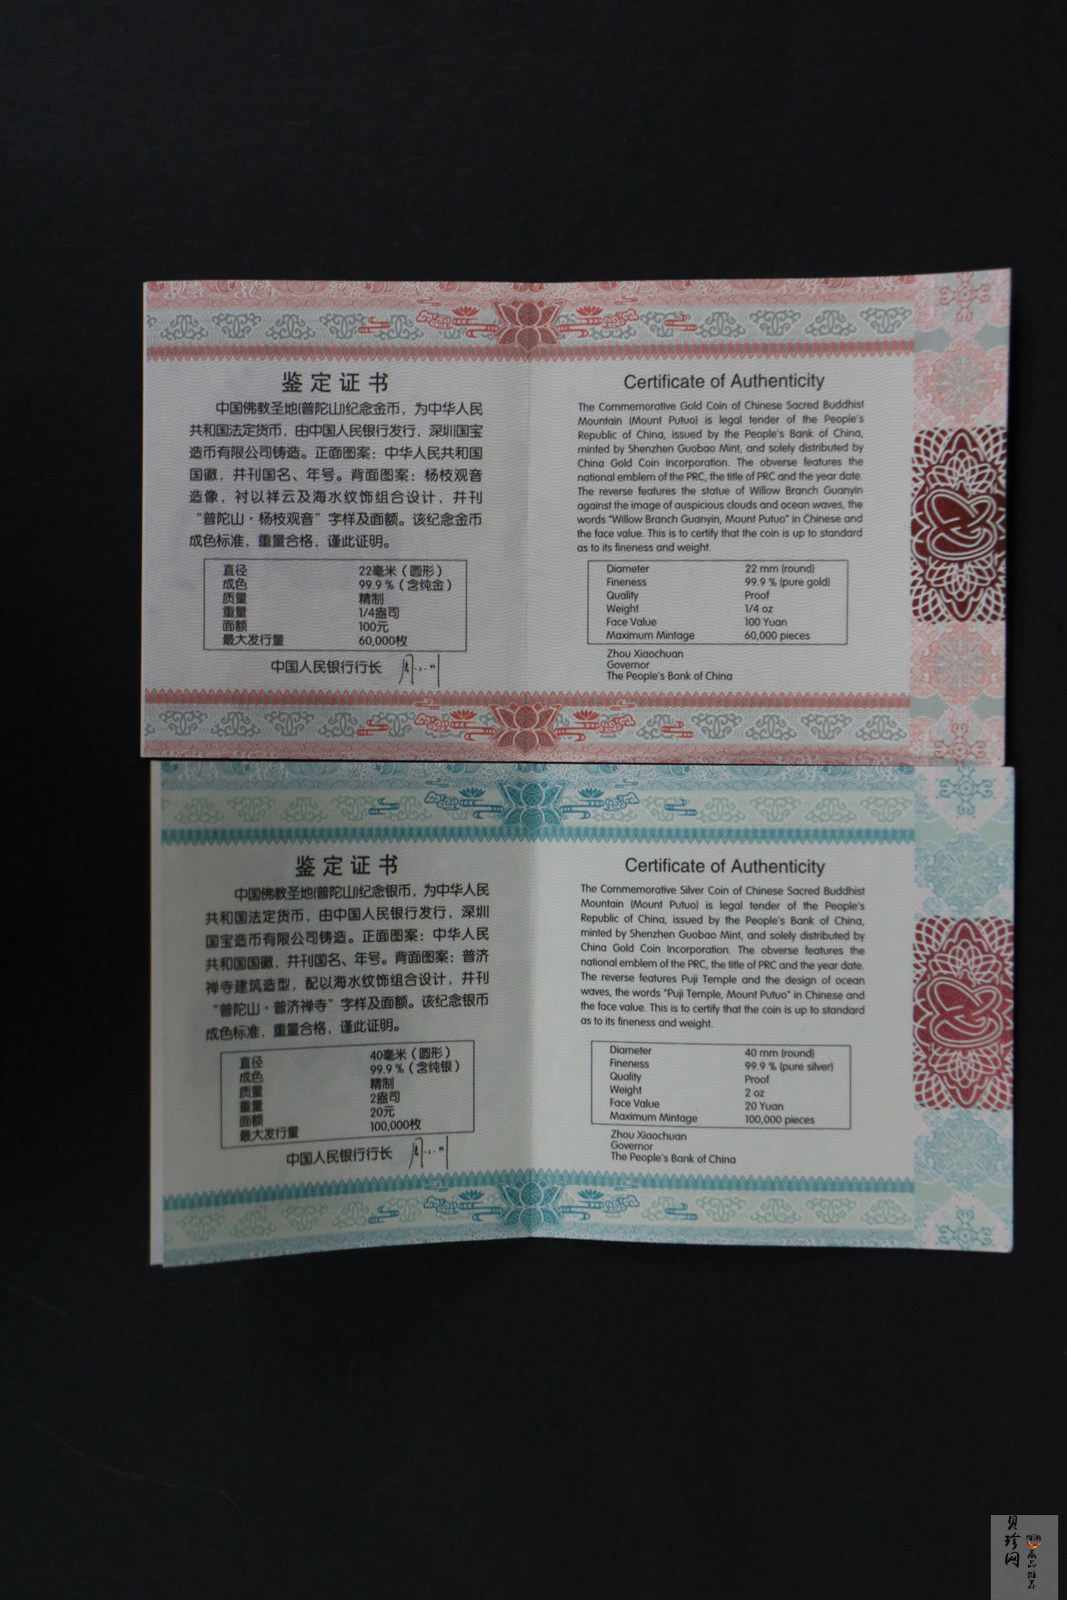 鉴定证书
中国佛教圣地(普陀山)纪念金币，为中华人民
共和国法定货币，由中国人民银行发行，深圳国宝
造币有限公司铸造。正面图案：中华人民共和国
国徽，并刊国名、年号。背面图案：杨枝观音
造像，衬以祥云及海水纹饰组合设计，并刊
“普陀山·杨枝观音”字样及面额。该纪念金币
成色标准，重量合格，谨此证明。
直径 22毫米（圆形）
成色 99.9％（含纯金）
质量 精制
重量 1/4盎司
面额 100元
最大发行量 60,000枚
中国人民银行行长
Certificate of Authenticity
The Commemorative Gold Coin of Chinese Sacred Buddhist
Mountain (Mount Putuo) is legal tender of the People's
Republic of China, issued by the People's Bank of China,
minted by Shenzhen Guobao Mint, and solely distributed by
China Gold Coin Incorporation. The obverse features the
national emblem of the PRC, the title of PRC and the year date.
The reverse features the statue of Willow Branch Guanyin
against the image of auspicious clouds and ocean waves, the
words "Willow Branch Guanyin, Mount Putuo" in Chinese and
the face value. This is to certify that the coin is up to standard
as to its fineness and weight.
Diameter 22 mm (round)
Fineness 99.9 % (pure gold)
Quality Proof
Weight 1/4 oz
Face Value 100 Yuan
Maximum Mintage 60,000 pieces
Zhou Xiaochuan
Governor
The People's Bank of China
鉴定证书
中国佛教圣地(普陀山)纪念银币，为中华人民
共和国法定货币，由中国人民银行发行，深圳
国宝造币有限公司铸造。正面图案：中华人民
共和国国徽，并刊国名、年号。背面图案：普济
禅寺建筑造型，配以海水纹饰组合设计，并刊
“普陀山·普济禅寺”字样及面额。该纪念银币
成色标准，重量合格，谨此证明。
直径 40毫米（圆形）
成色 99.9％（含纯银）
质量 精制
重量 2盎司
面额 20元
最大发行量 100,000枚
中国人民银行行长
Certificate of Authenticity
The Commemorative Silver Coin of Chinese Sacred Buddhist
Mountain (Mount Putuo) is legal tender of the People's
Republic of China, issued by the People's Bank of China,
minted by Shenzhen Guobao Mint, and solely distributed by
China Gold Coin Incorporation. The obverse features the
national emblem of the PRC, the title of PRC and the year date.
The reverse features Puji Temple and the design of ocean
waves, the words "Puji Temple, Mount Putuo" in Chinese and
the face value. This is to certify that the coin is up to standard
as to its fineness and weight.
Diameter 40 mm (round)
Fineness 99.9 % (pure silver)
Quality Proof
Weight 2 oz
Face Value 20 Yuan
Maximum Mintage 100,000 pieces
Zhou Xiaochuan
Governor
The People's Bank of China
贝珍网